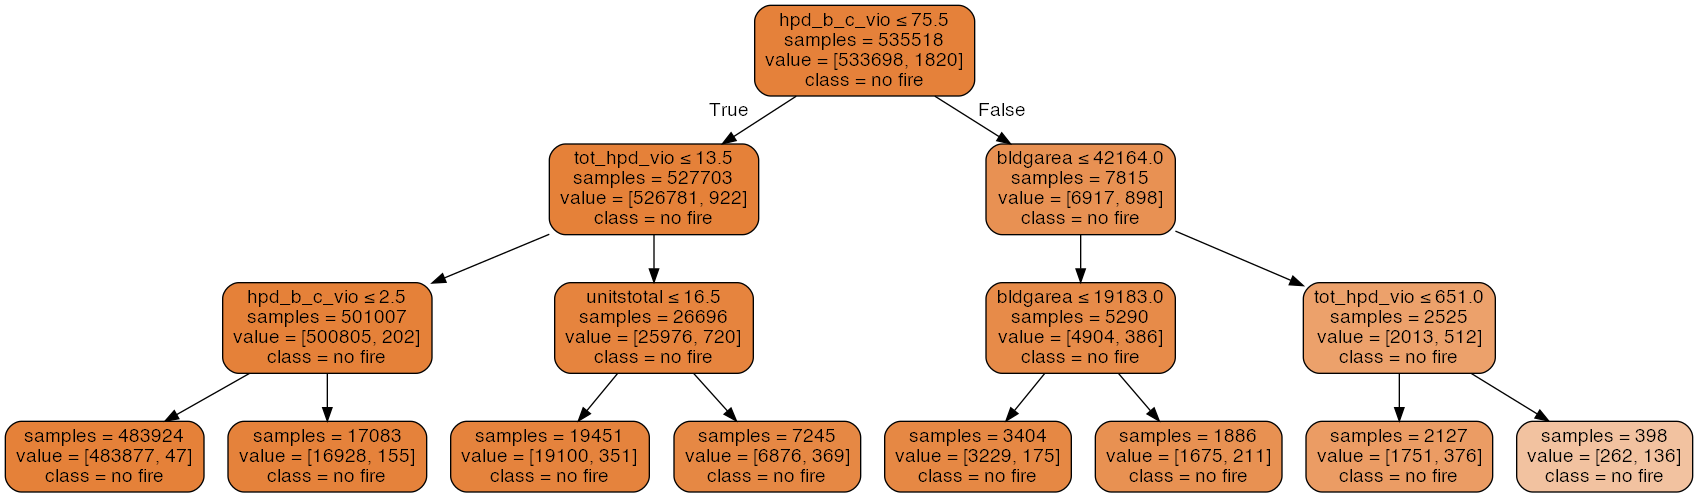 hpd_b_c_vio ≤ 75.5
samples = 535518
value = [533698, 1820]
class = no fire
True
False
tot_hpd_vio ≤ 13.5
samples = 527703
value = [526781, 922]
class = no fire
bldgarea ≤ 42164.0
samples = 7815
value = [6917, 898]
class = no fire
hpd_b_c_vio ≤ 2.5
samples = 501007
value = [500805, 202]
class = no fire
unitstotal ≤ 16.5
samples = 26696
value = [25976, 720]
class = no fire
bldgarea ≤ 19183.0
samples = 5290
value = [4904, 386]
class = no fire
tot_hpd_vio ≤ 651.0
samples = 2525
value = [2013, 512]
class = no fire
samples = 483924
value = [483877, 47]
class = no fire
samples = 17083
value = [16928, 155]
class = no fire
samples = 19451
value = [19100, 351]
class = no fire
samples = 7245
value = [6876, 369]
class = no fire
samples = 3404
value = [3229, 175]
class = no fire
samples = 1886
value = [1675, 211]
class = no fire
samples = 2127
value = [1751, 376]
class = no fire
samples = 398
value = [262, 136]
class = no fire